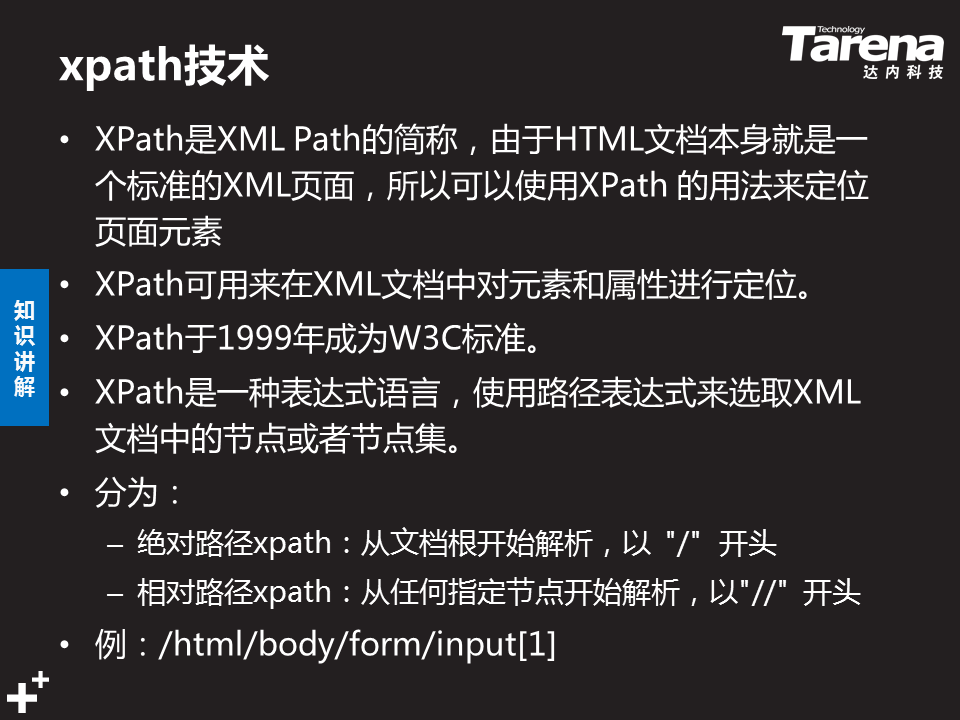 xpath技术
Technology
Tarena
达内科技
• XPath是XML Path的简称，由于HTML文档本身就是一
个标准的XML页面，所以可以使用XPath 的用法来定位
页面元素
• XPath可用来在XML文档中对元素和属性进行定位。
• XPath于1999年成为W3C标准。
• XPath是一种表达式语言，使用路径表达式来选取XML
文档中的节点或者节点集。
• 分为：
– 绝对路径xpath：从文档根开始解析，以 "/" 开头
– 相对路径xpath：从任何指定节点开始解析，以"//" 开头
• 例：/html/body/form/input[1]
知
识
讲
解